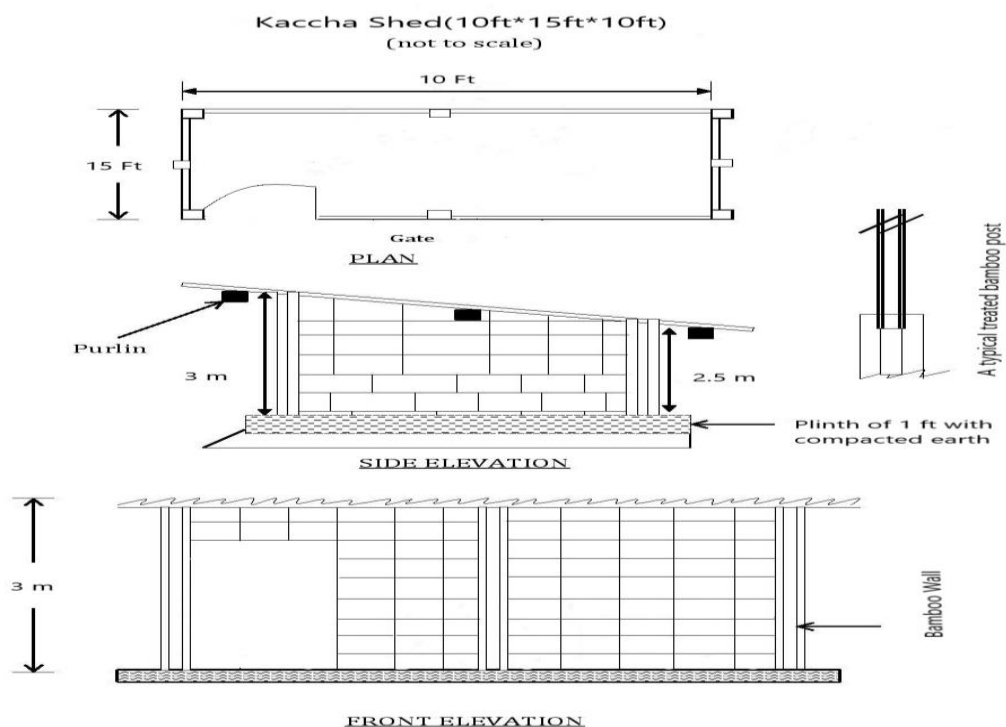 Kaccha Shed(10ft*15ft*10ft)
(not to scale)
10 Ft
15 Ft
Gate
PLAN
A typical treated bamboo post
Purlin
3 m
2.5 m
Plinth of 1 ft with
compacted earth
SIDE ELEVATION
3 m
Bamboo Wall
FRONT ELEVATION